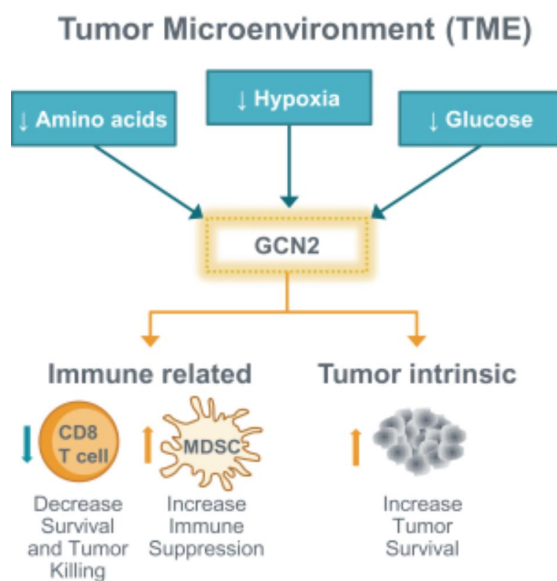 Tumor Microenvironment (TME)
↓ Amino acids
↓ Hypoxia
↓ Glucose
GCN2
Immune related
Tumor intrinsic
CD8
T cell
MDSC
Decrease
Survival
and Tumor
Killing
Increase
Immune
Suppression
Increase
Tumor
Survival